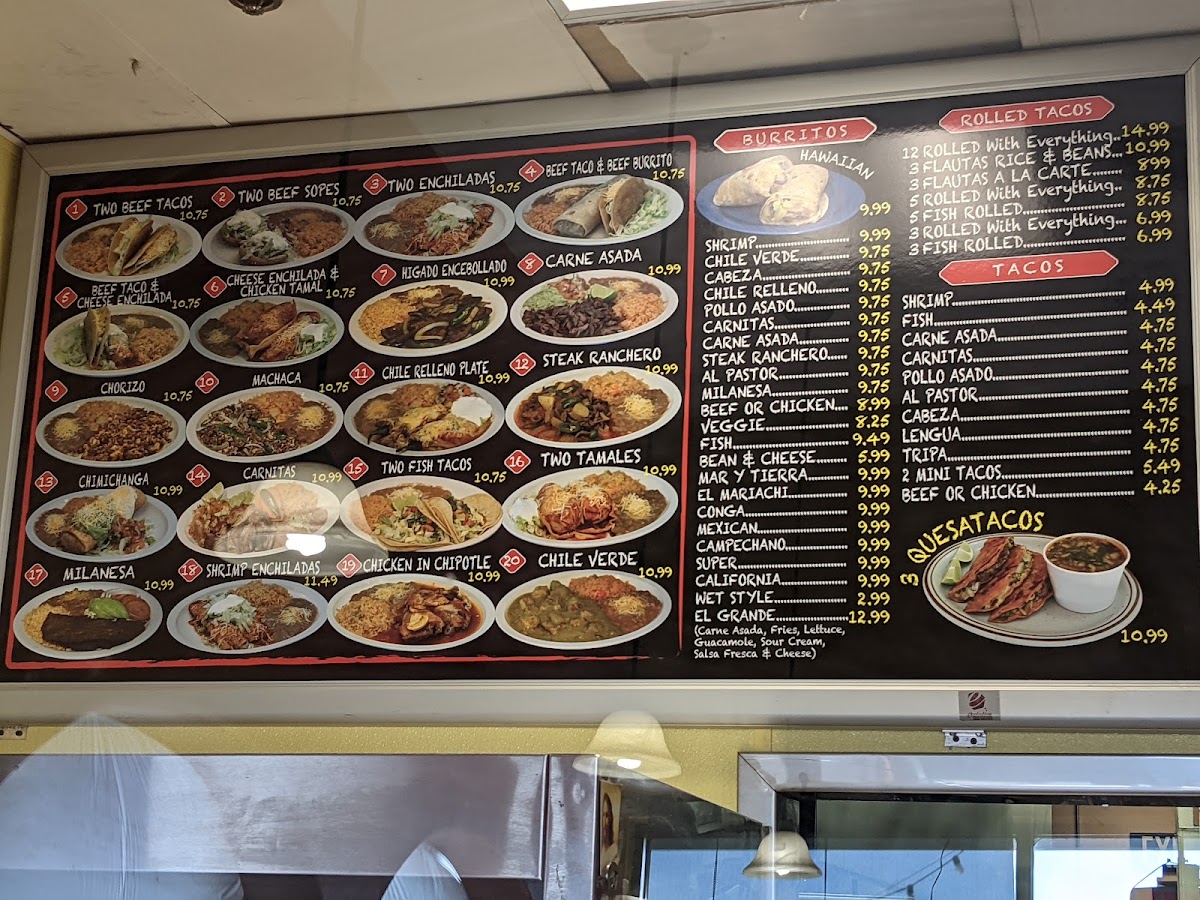 1 TWO BEEF TACOS 10.75
2 TWO BEEF SOPES 10.75
3 TWO ENCHILADAS 10.75
4 BEEF TACO & BEEF BURRITO 10.75
5 BEEF TACO &
CHEESE ENCHILADA 10.75
6 CHEESE ENCHILADA &
CHICKEN TAMAL 10.75
7 HIGADO ENCEBOLLADO 10.99
8 CARNE ASADA 10.99
9 CHORIZO 10.75
10 MACHACA 10.75
11 CHILE RELLENO PLATE 10.99
12 STEAK RANCHERO 10.99
13 CHIMICHANGA 10.99
14 CARNITAS 10.99
15 TWO FISH TACOS 10.75
16 TWO TAMALES 10.99
17 MILANESA 10.99
18 SHRIMP ENCHILADAS 11.49
19 CHICKEN IN CHIPOTLE 10.99
20 CHILE VERDE 10.99
BURRITOS
HAWAIIAN
9.99
SHRIMP 9.99
CHILE VERDE 9.75
CABEZA 9.75
CHILE RELLENO 9.75
POLLO ASADO 9.75
CARNITAS 9.75
CARNE ASADA 9.75
STEAK RANCHERO 9.75
AL PASTOR 9.75
MILANESA 9.75
BEEF OR CHICKEN 8.99
VEGGIE 8.25
FISH 9.49
BEAN & CHEESE 5.99
MAR Y TIERRA 9.99
EL MARIACHI 9.99
CONGA 9.99
MEXICAN 9.99
CAMPECHANO 9.99
SUPER 9.99
CALIFORNIA 9.99
WET STYLE 2.99
EL GRANDE 12.99
(Carne Asada, Fries, Lettuce,
Guacamole, Sour Cream,
Salsa Fresca & Cheese)
ROLLED TACOS
12 ROLLED With Everything.. 14.99
3 FLAUTAS RICE & BEANS... 10.99
3 FLAUTAS A LA CARTE 899
5 ROLLED With Everything.. 8.75
5 FISH ROLLED 8.75
3 ROLLED With Everything... 6.99
3 FISH ROLLED 6.99
TACOS
SHRIMP 4.99
FISH 4.49
CARNE ASADA 4.75
CARNITAS 4.75
POLLO ASADO 4.75
AL PASTOR 4.75
CABEZA 4.75
LENGUA 4.75
TRIPA 4.75
2 MINI TACOS 5.49
BEEF OR CHICKEN 4.25
3 QUESATACOS
10.99